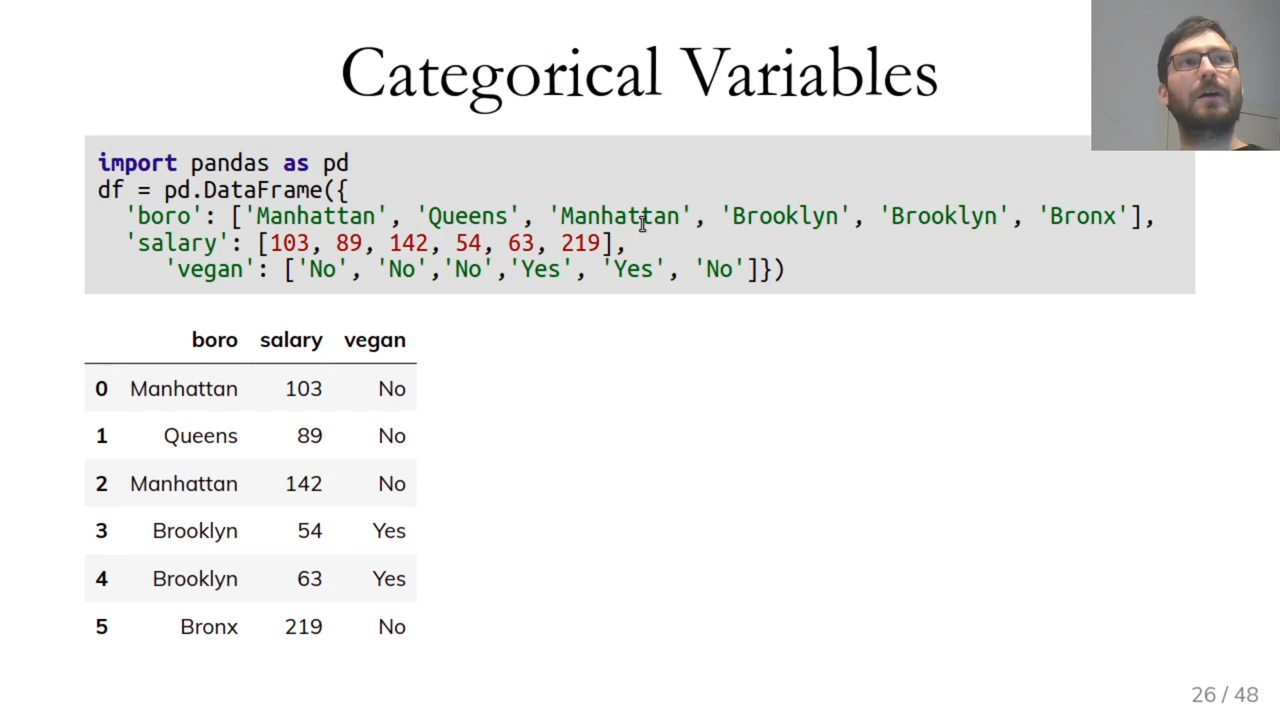 Categorical Variables
import pandas as pd
df = pd.DataFrame({
'boro': ['Manhattan', 'Queens', 'Manhattan', 'Brooklyn', 'Brooklyn', 'Bronx'],
'salary': [103, 89, 142, 54, 63, 219],
'vegan': ['No', 'No','No','Yes', 'Yes', 'No']})
boro salary vegan
0 Manhattan 103 No
1 Queens 89 No
2 Manhattan 142 No
3 Brooklyn 54 Yes
4 Brooklyn 63 Yes
5 Bronx 219 No
26 / 48